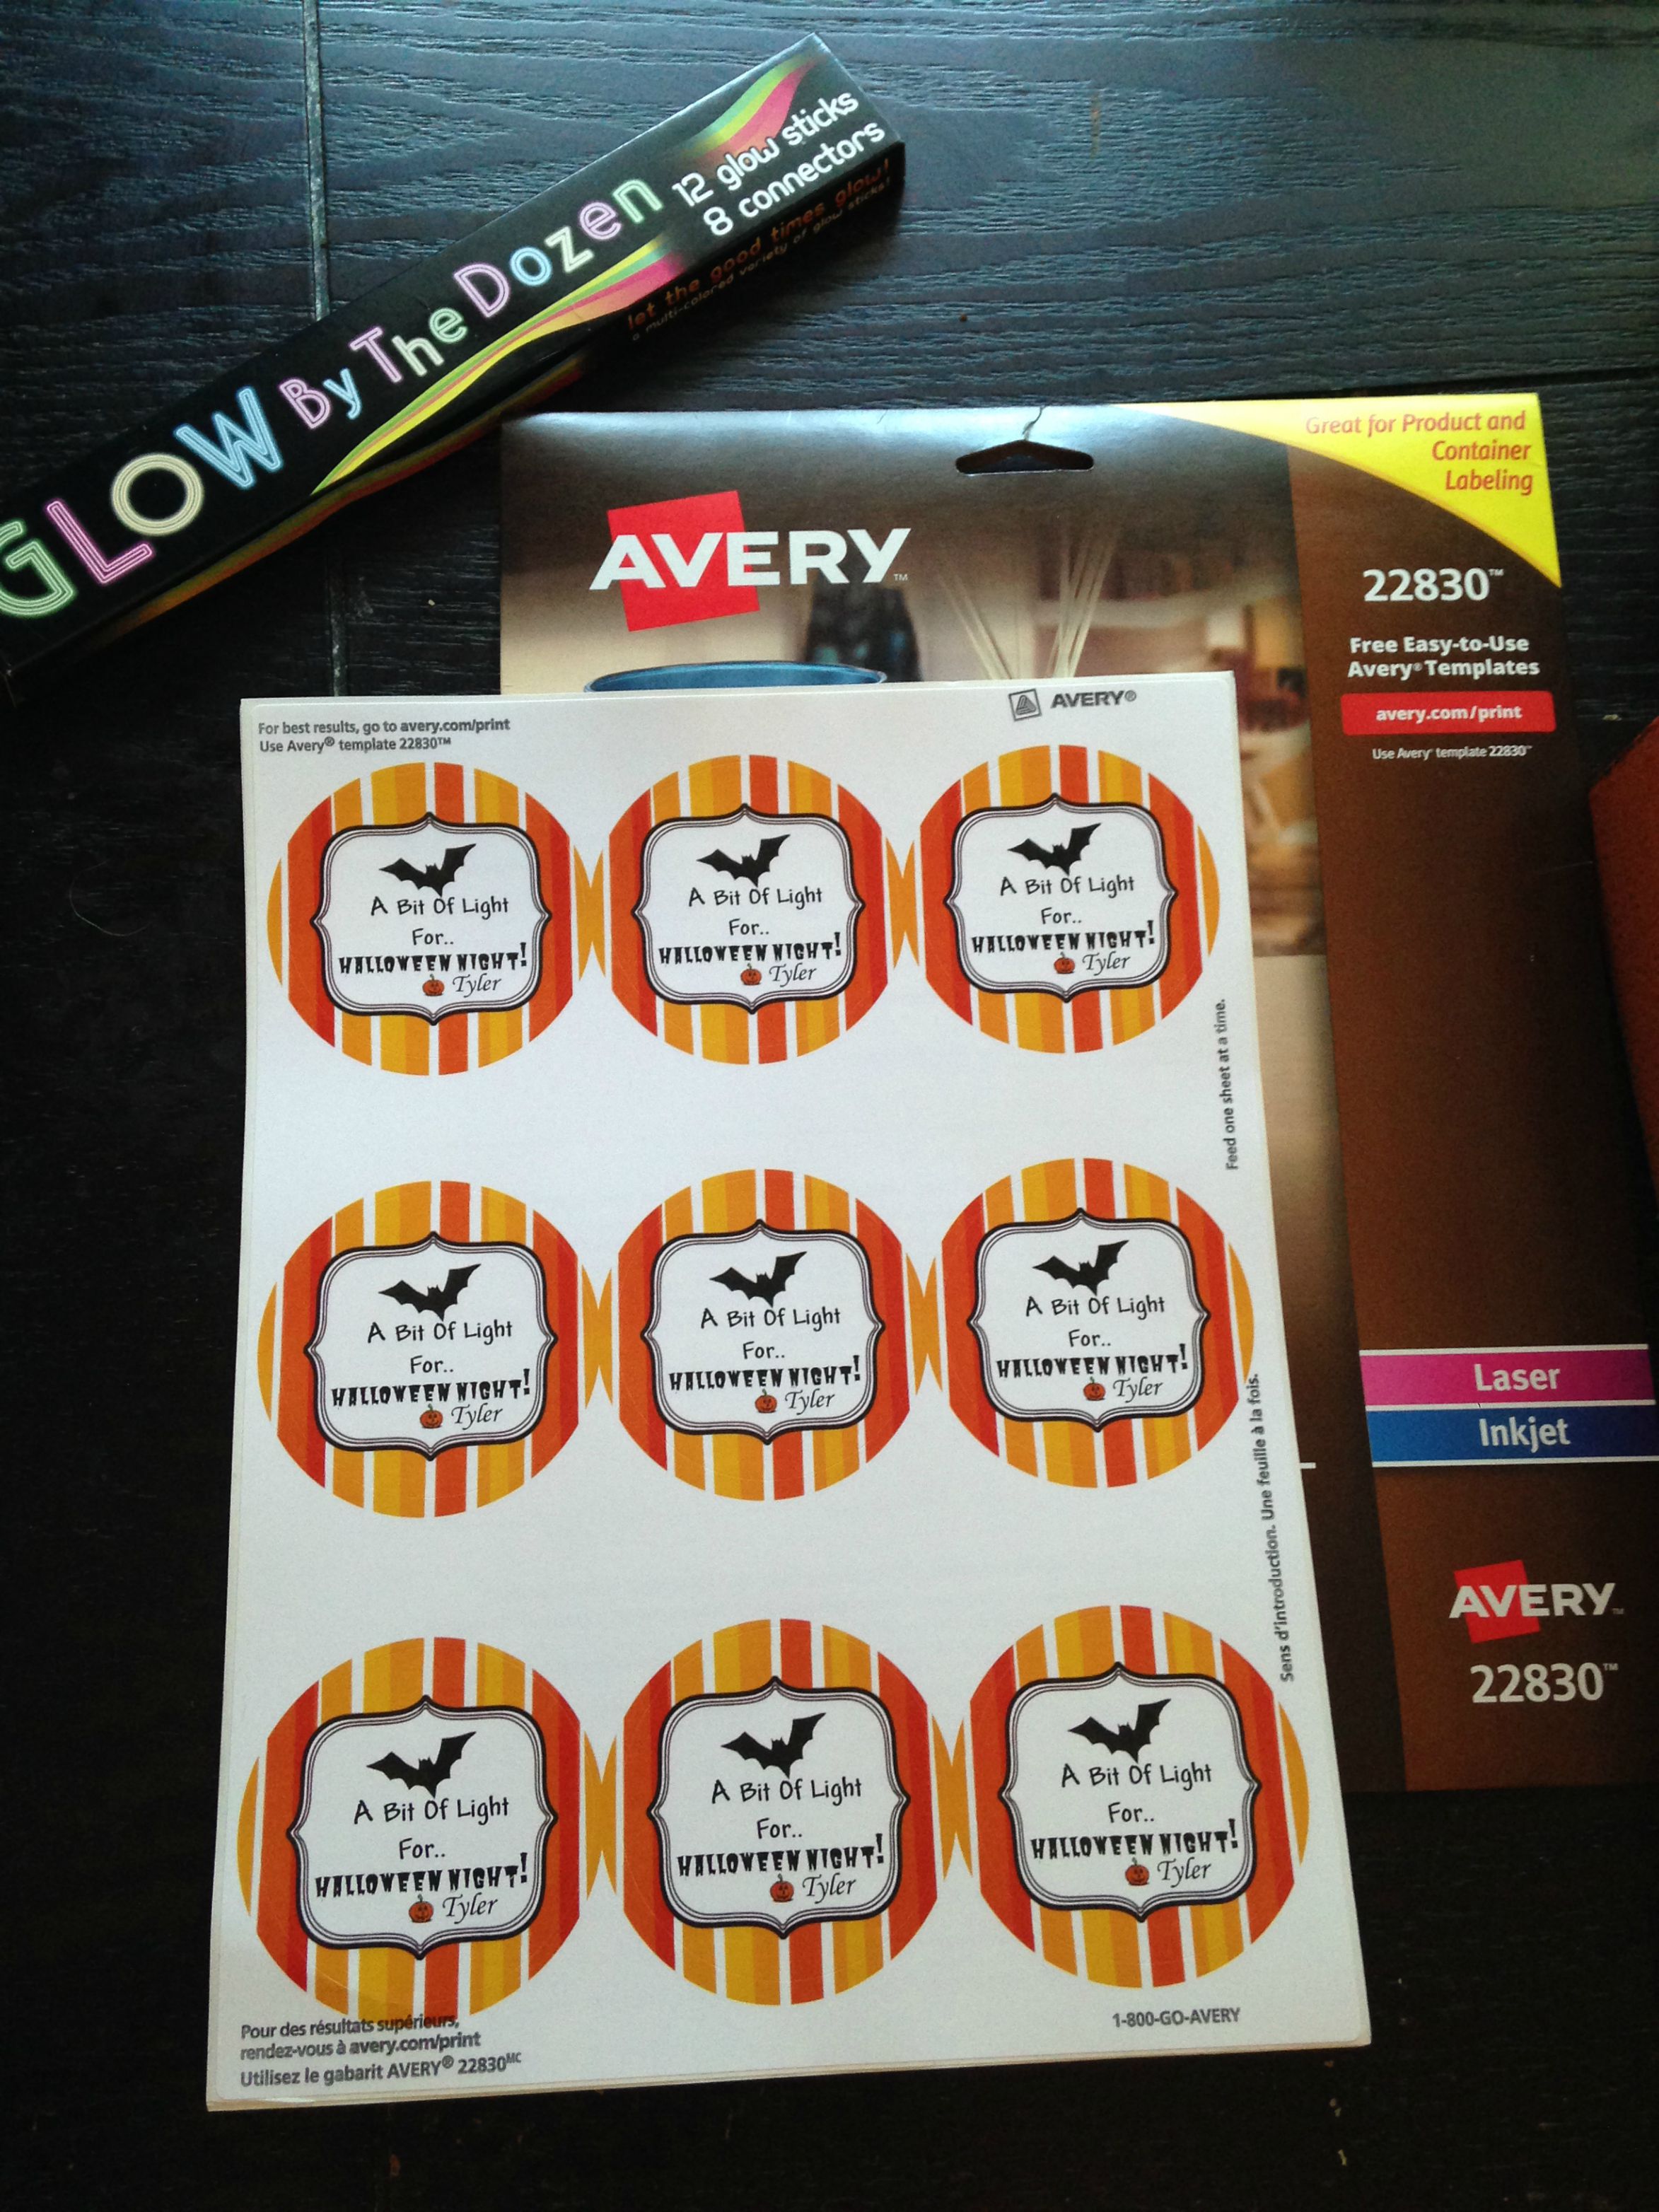 GLOW By The Dozen
12 glow sticks
8 connectors
let the good times glow!
a multi-colored variety of glow sticks!
Great for Product and
Container
Labeling
AVERY™
22830™
Free Easy-to-Use
Avery® Templates
avery.com/print
Use Avery® template 22830™
For best results, go to avery.com/print
Use Avery® template 22830™
AVERY®
A Bit Of Light
For..
HALLOWEEN NIGHT!
Tyler
A Bit Of Light
For..
HALLOWEEN NIGHT!
Tyler
A Bit Of Light
For..
HALLOWEEN NIGHT!
Tyler
Feed one sheet at a time.
A Bit Of Light
For..
HALLOWEEN NIGHT!
Tyler
A Bit Of Light
For..
HALLOWEEN NIGHT!
Tyler
A Bit Of Light
For..
HALLOWEEN NIGHT!
Tyler
Sens d'introduction. Une feuille à la fois.
Laser
Inkjet
A Bit Of Light
For..
HALLOWEEN NIGHT!
Tyler
A Bit Of Light
For..
HALLOWEEN NIGHT!
Tyler
A Bit Of Light
For..
HALLOWEEN NIGHT!
Tyler
AVERY™
22830™
Pour des résultats supérieurs,
rendez-vous à avery.com/print
Utilisez le gabarit AVERY® 22830MC
1-800-GO-AVERY